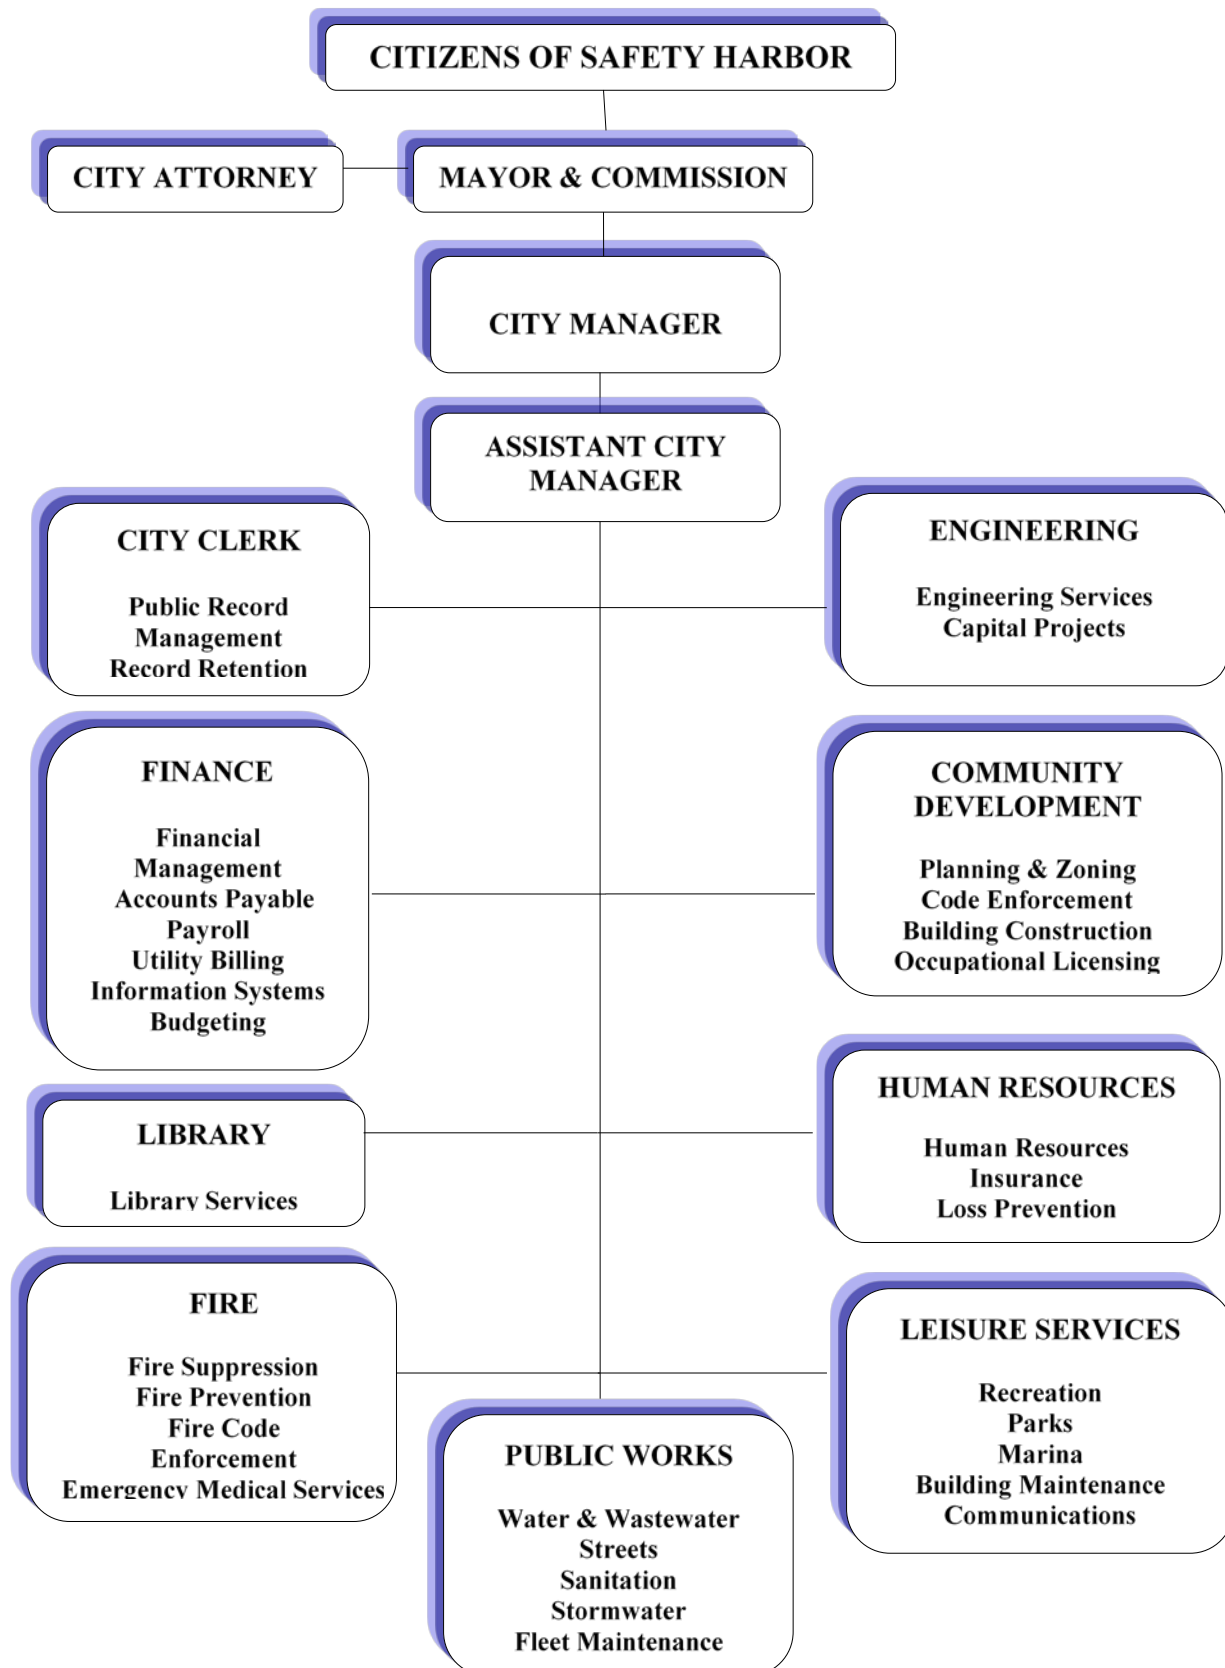 CITIZENS OF SAFETY HARBOR
CITY ATTORNEY
MAYOR & COMMISSION
CITY MANAGER
ASSISTANT CITY
MANAGER
CITY CLERK
Public Record
Management
Record Retention
ENGINEERING
Engineering Services
Capital Projects
FINANCE
Financial
Management
Accounts Payable
Payroll
Utility Billing
Information Systems
Budgeting
COMMUNITY
DEVELOPMENT
Planning & Zoning
Code Enforcement
Building Construction
Occupational Licensing
LIBRARY
Library Services
HUMAN RESOURCES
Human Resources
Insurance
Loss Prevention
FIRE
Fire Suppression
Fire Prevention
Fire Code
Enforcement
Emergency Medical Services
LEISURE SERVICES
Recreation
Parks
Marina
Building Maintenance
Communications
PUBLIC WORKS
Water & Wastewater
Streets
Sanitation
Stormwater
Fleet Maintenance